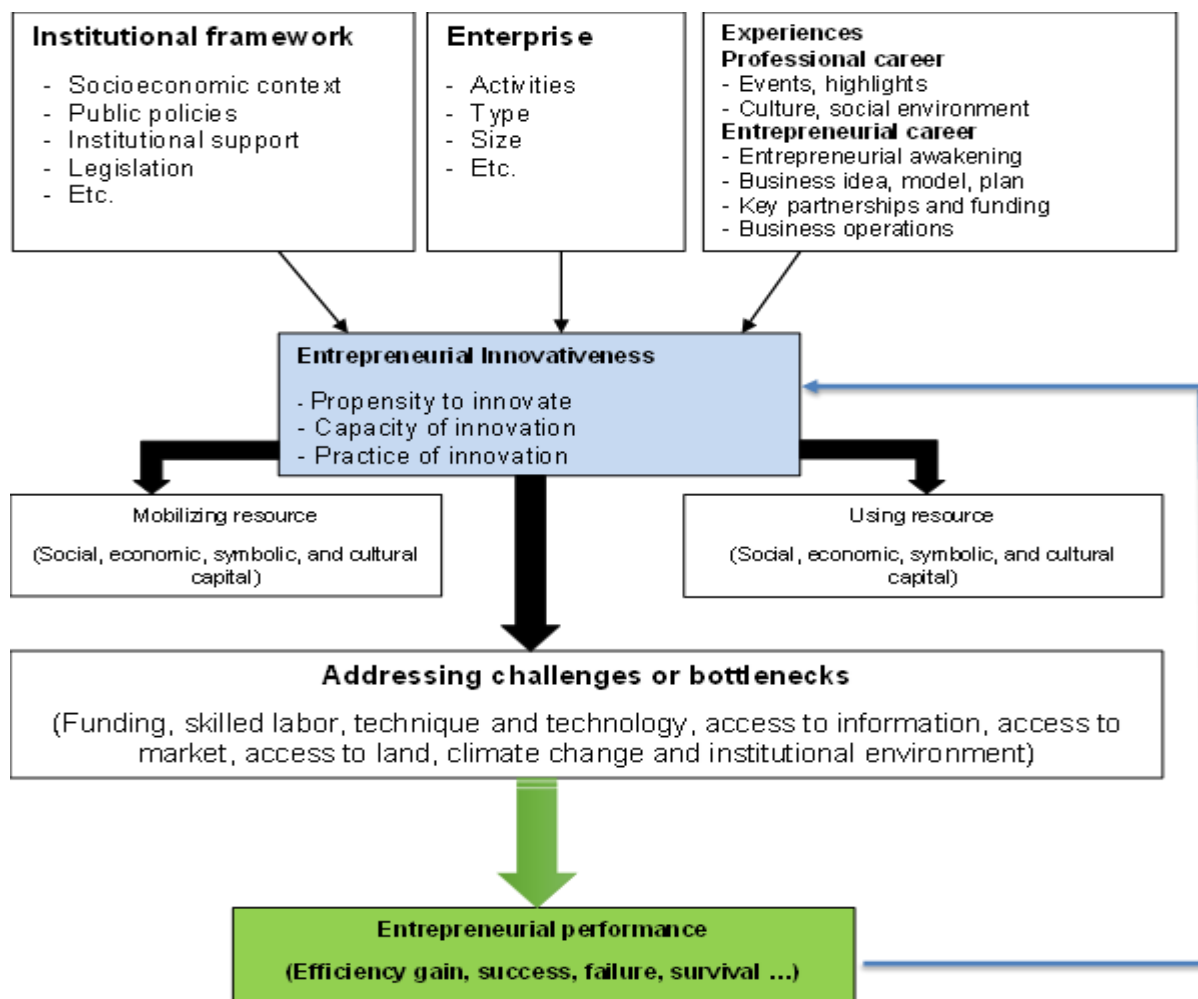 Institutional framework
- Socioeconomic context
- Public policies
- Institutional support
- Legislation
- Etc.
Enterprise
- Activities
- Type
- Size
- Etc.
Experiences
Professional career
- Events, highlights
- Culture, social environment
Entrepreneurial career
- Entrepreneurial awakening
- Business idea, model, plan
- Key partnerships and funding
- Business operations
Entrepreneurial Innovativeness
- Propensity to innovate
- Capacity of innovation
- Practice of innovation
Mobilizing resource
(Social, economic, symbolic, and cultural
capital)
Using resource
(Social, economic, symbolic, and cultural
capital)
Addressing challenges or bottlenecks
(Funding, skilled labor, technique and technology, access to information, access to
market, access to land, climate change and institutional environment)
Entrepreneurial performance
(Efficiency gain, success, failure, survival ...)